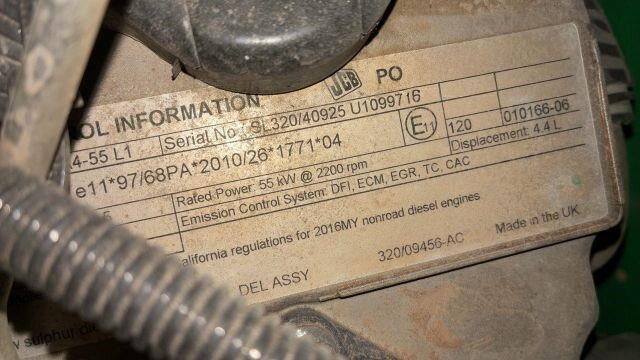 JCB PO
OL INFORMATION
4-55 L1 Serial No SL320/40925 U1099716
e11*97/68PA*2010/26*1771*04 E11 120 010166-06
Rated Power: 55 kW @ 2200 rpm Displacement: 4.4 L
Emission Control System: DFI, ECM, EGR, TC, CAC
alifornia regulations for 2016MY nonroad diesel engines
DEL ASSY 320/09456-AC Made in the UK
sulphur